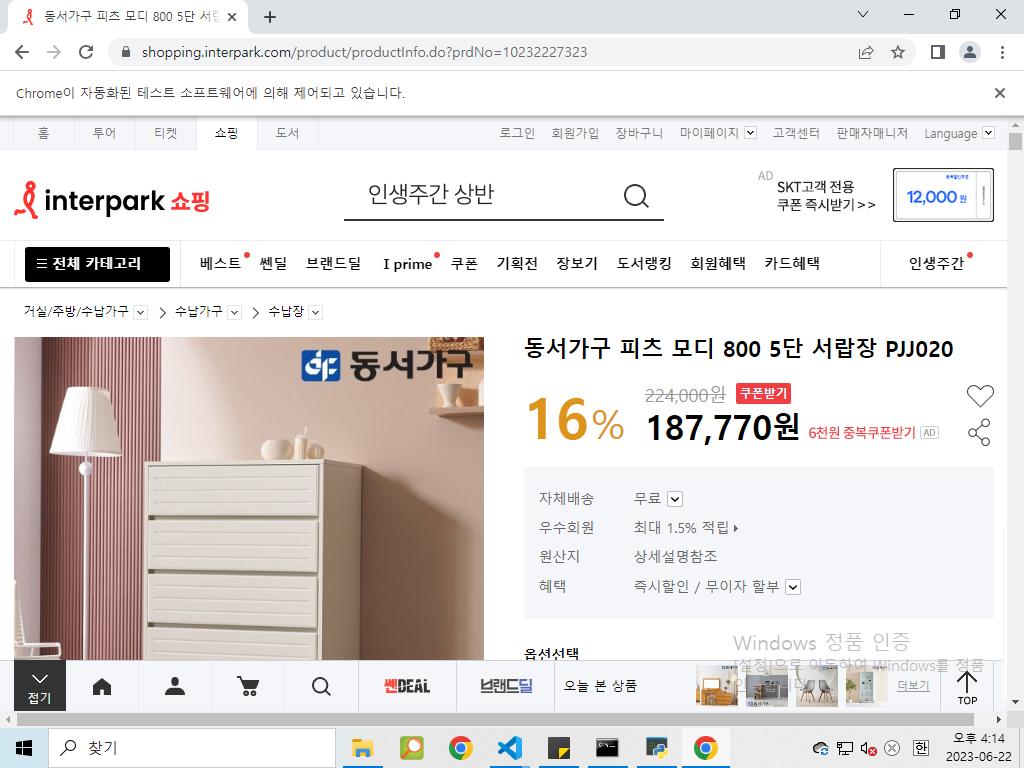 동서가구 피츠 모디 800 5단 서랍
shopping.interpark.com/product/productInfo.do?prdNo=10232227323
Chrome이 자동화된 테스트 소프트웨어에 의해 제어되고 있습니다.
홈 투어 티켓 쇼핑 도서 로그인 회원가입 장바구니 마이페이지 고객센터 판매자매니저 Language
interpark 쇼핑
인생주간 상반
AD
SKT고객 전용
쿠폰 즉시받기>>
12,000원
전체 카테고리 베스트 쎈딜 브랜드딜 I prime 쿠폰 기획전 장보기 도서랭킹 회원혜택 카드혜택 인생주간
거실/주방/수납가구 수납가구 수납장
동서가구
동서가구 피츠 모디 800 5단 서랍장 PJJ020
16%
224,000원 쿠폰받기
187,770원 6천원 중복쿠폰받기 AD
자체배송 무료
우수회원 최대 1.5% 적립
원산지 상세설명참조
혜택 즉시할인 / 무이자 할부
옵션선택
Windows 정품 인증
[설정]으로 이동하여 Windows를 정품
접기
쎈DEAL
브랜드딜
오늘 본 상품
더보기
TOP
찾기
한
오후 4:14
2023-06-22